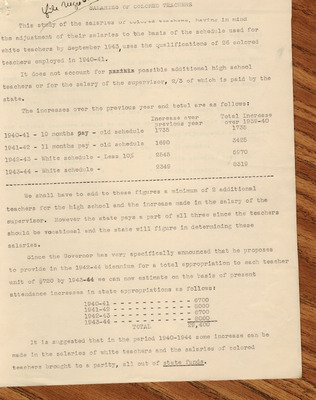 SALARIES OF COLORED TEACHERS
This study of the salaries of colored teachers, having in mind
the adjustment of their salaries to the basis of the schedule used for
white teachers by September 1943, uses the qualifications of 22 colored
teachers employed in 1940-41.
It does not account for possible additional high school
teachers or for the salary of the supervisor, 2/3 of which is paid by the
state.
The increases over the previous year and total are as follows:
Increase over previous year Total Increase over 1939-40
1940-41 - 10 months pay - old schedule 1735 1735
1941-42 - 11 months pay - old schedule 1690 3425
1942-43 - White schedule - Less 10% 2545 5970
1943-44 - White schedule - 2345 8315
We shall have to add to these figures a minimum of 2 additional
teachers for the high school and the increase made in the salary of the
supervisor. However the state pays a part of all three since the teachers
should be vocational and the state will figure in determining these
salaries.
Since the Governor has very specifically announced that he proposes
to provide in the 1942-44 biennium for a total appropriation to each teacher
unit of $700 by 1943-44 we can now estimate on the basis of present
attendance increases in state appropriations as follows:
1940-41 - - - - - - - - - - - -
1941-42 - - - - - - - - - - - -
1942-43 - - - - - - - - - - - -
1943-44 - - - - - - - - - - - -
TOTAL
It is suggested that in the period 1940-1944 some increase can be
made in the salaries of white teachers and the salaries of colored
teachers brought to a parity, all out of state funds.